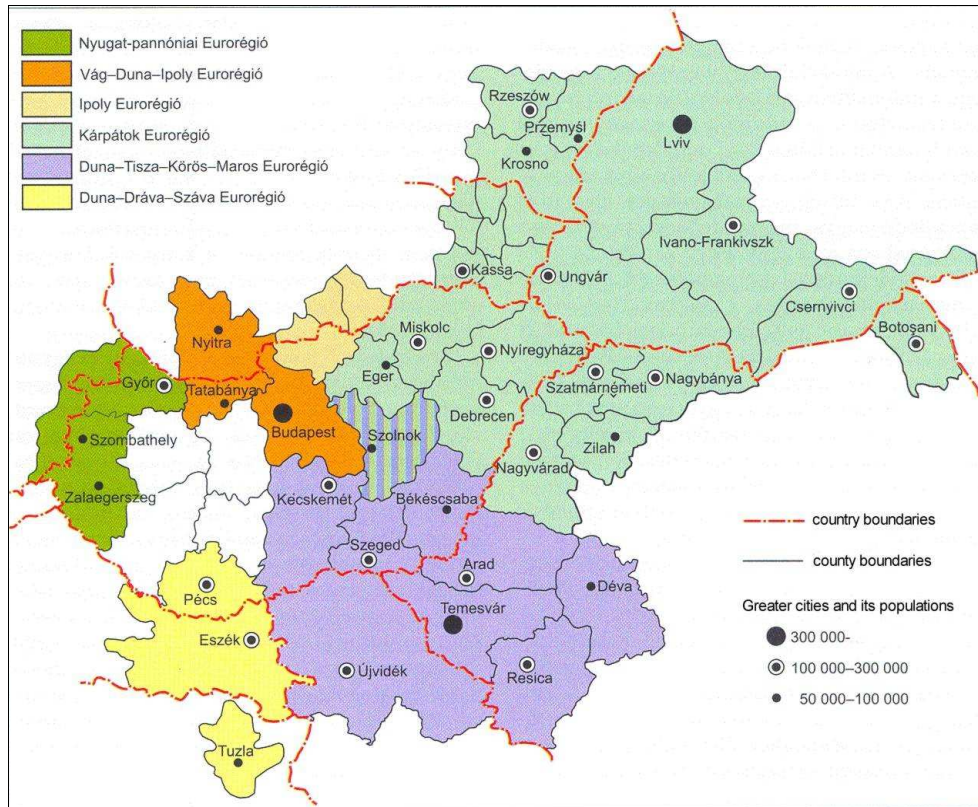 Nyugat-pannóniai Eurorégió
Vág–Duna–Ipoly Eurorégió
Ipoly Eurorégió
Kárpátok Eurorégió
Duna–Tisza–Körös–Maros Eurorégió
Duna–Dráva–Száva Eurorégió
Rzeszów
Przemyśl
Krosno
Lviv
Ivano-Frankivszk
Kassa
Ungvár
Csernyivci
Botoșani
Nyitra
Miskolc
Nyíregyháza
Győr
Tatabánya
Eger
Szatmárnémeti
Nagybánya
Budapest
Debrecen
Szombathely
Szolnok
Zilah
Nagyvárad
Zalaegerszeg
Kecskemét
Békéscsaba
Szeged
Arad
Déva
Pécs
Temesvár
Eszék
Újvidék
Resica
Tuzla
country boundaries
county boundaries
Greater cities and its populations
300 000-
100 000–300 000
50 000–100 000